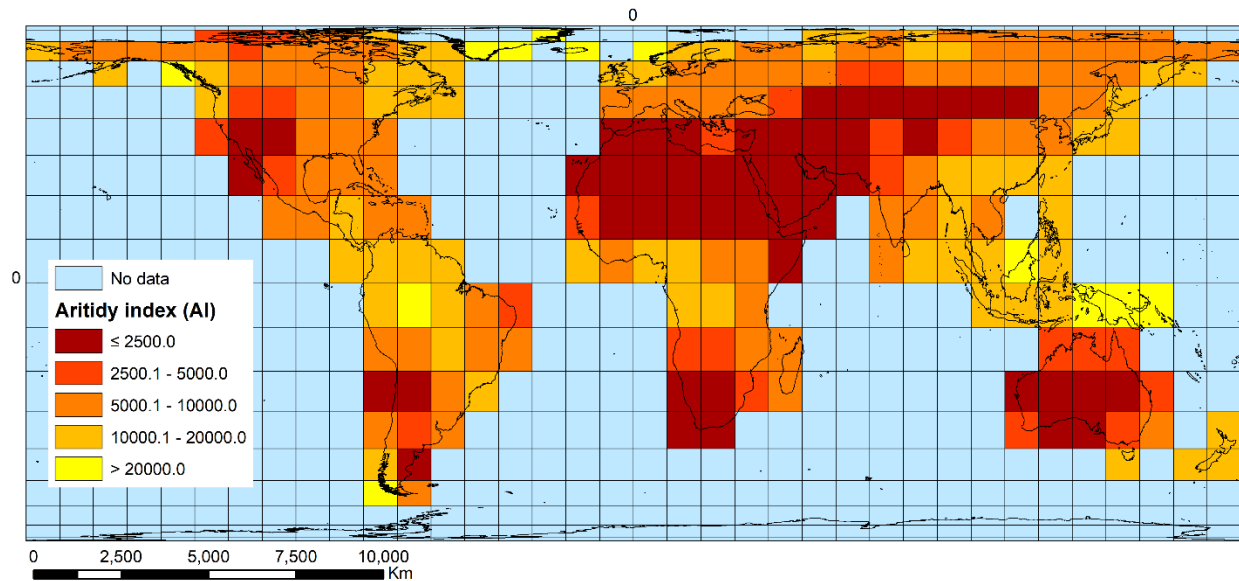 0
0
No data
Aritidy index (AI)
≤ 2500.0
2500.1 - 5000.0
5000.1 - 10000.0
10000.1 - 20000.0
> 20000.0
0 2,500 5,000 7,500 10,000
Km